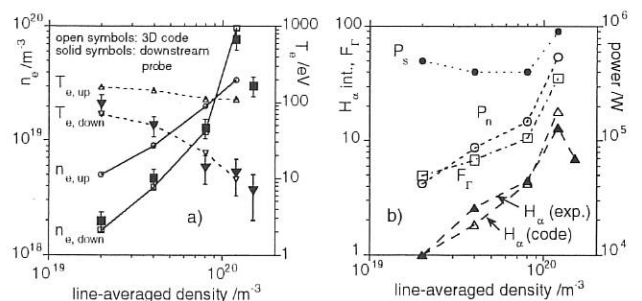 10^20
open symbols: 3D code
solid symbols: downstream
probe
n_e/m^-3
T_e,up
T_e,down
10^19
n_e,up
n_e,down
a)
10^18
10^19
10^20
line-averaged density /m^-3
1000
T_e/eV
100
10
1
100
H_α int., F_Γ
P_s
P_n
10
F_Γ
b)
H_α (exp.)
H_α (code)
1
10^19
10^20
line-averaged density /m^-3
10^6
power/W
10^5
10^4